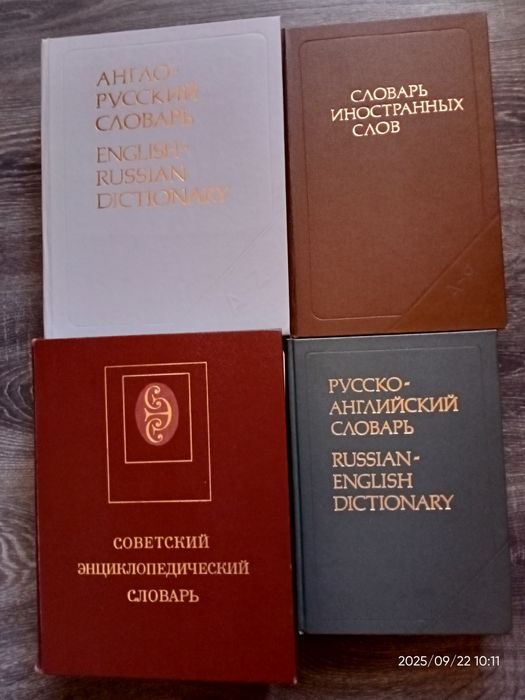 АНГЛО-
РУССКИЙ
СЛОВАРЬ
ENGLISH-
RUSSIAN
DICTIONARY
A-Z
СЛОВАРЬ
ИНОСТРАННЫХ
СЛОВ
А-Я
СЭС
СОВЕТСКИЙ
ЭНЦИКЛОПЕДИЧЕСКИЙ
СЛОВАРЬ
РУССКО-
АНГЛИЙСКИЙ
СЛОВАРЬ
RUSSIAN-
ENGLISH
DICTIONARY
2025/09/22 10:11